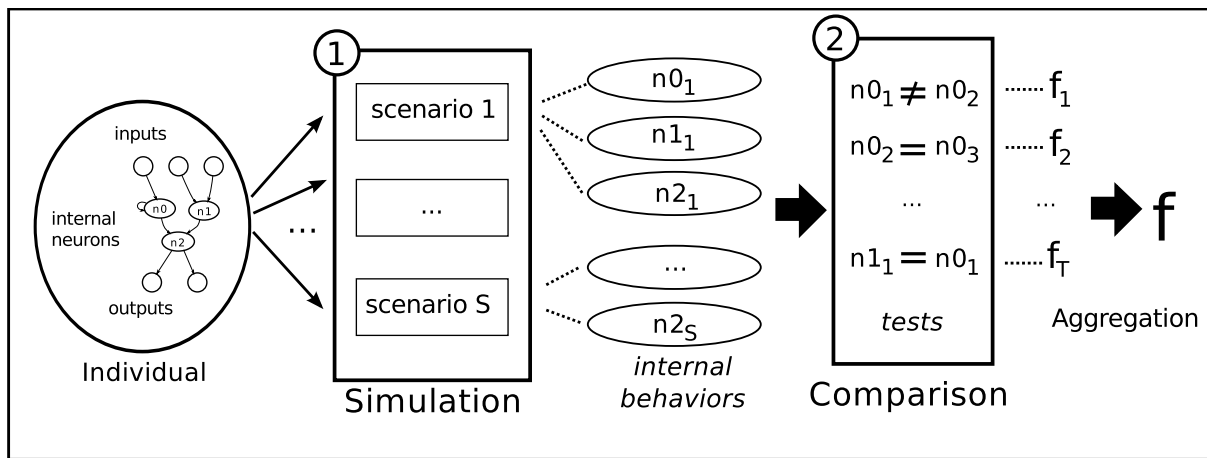 inputs
n0
n1
internal
neurons
n2
outputs
Individual
...
1
scenario 1
...
scenario S
Simulation
n0₁
n1₁
n2₁
...
n2S
internal
behaviors
2
n0₁ ≠ n0₂ ...... f₁
n0₂ = n0₃ ...... f₂
... ...
n1₁ = n0₁ ...... fT
tests
Comparison
f
Aggregation